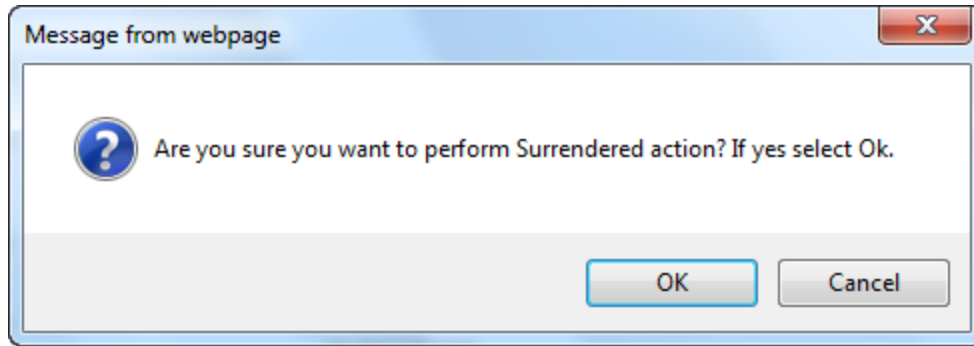 Message from webpage
Are you sure you want to perform Surrendered action? If yes select Ok.
OK
Cancel